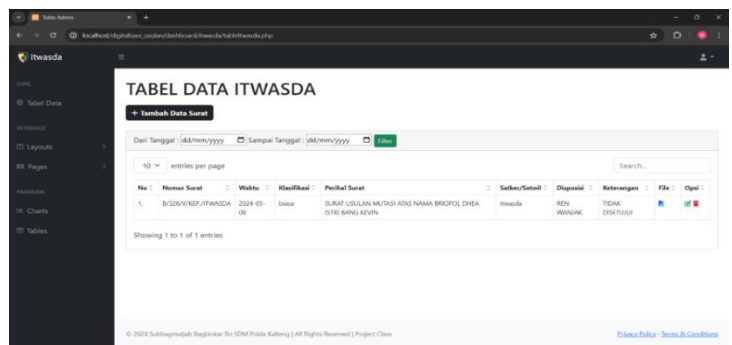 Table Admin
localhost/digitalisasi_usulan/dashboard/itwasda/tableItwasda.php
Itwasda
CORE
Tabel Data
INTERFACE
Layouts
Pages
PANDUAN
Charts
Tables
TABEL DATA ITWASDA
+ Tambah Data Surat
Dari Tanggal : dd/mm/yyyy Sampai Tanggal : dd/mm/yyyy Filter
10 entries per page Search...
No Nomor Surat Waktu Klasifikasi Perihal Surat Satker/Satwil Disposisi Keterangan File Opsi
1. B/328/V/KEP./ITWASDA 2024-05- biasa SURAT USULAN MUTASI ATAS NAMA BRIGPOL DHEA Itwasda REN TIDAK
08 ISTRI BANG KEVIN WANJAK DISETUJUI
Showing 1 to 1 of 1 entries
© 2024 Subbagmutjab Bagbinkar Ro SDM Polda Kalteng | All Rights Reserved | Project Class
Privacy Policy · Terms & Conditions